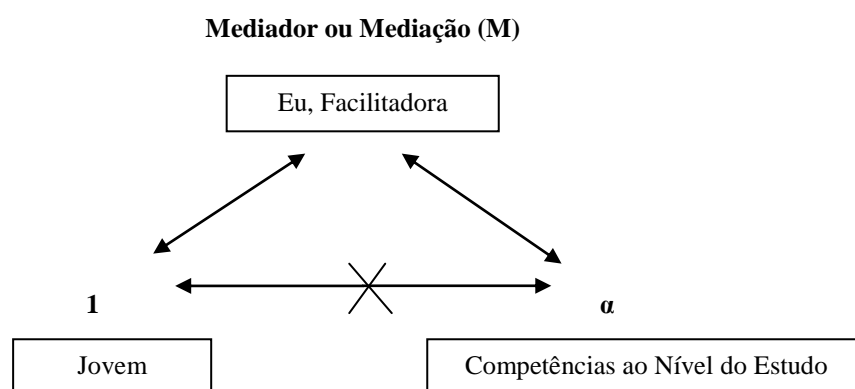 Mediador ou Mediação (M)
Eu, Facilitadora
1
α
Jovem
Competências ao Nível do Estudo